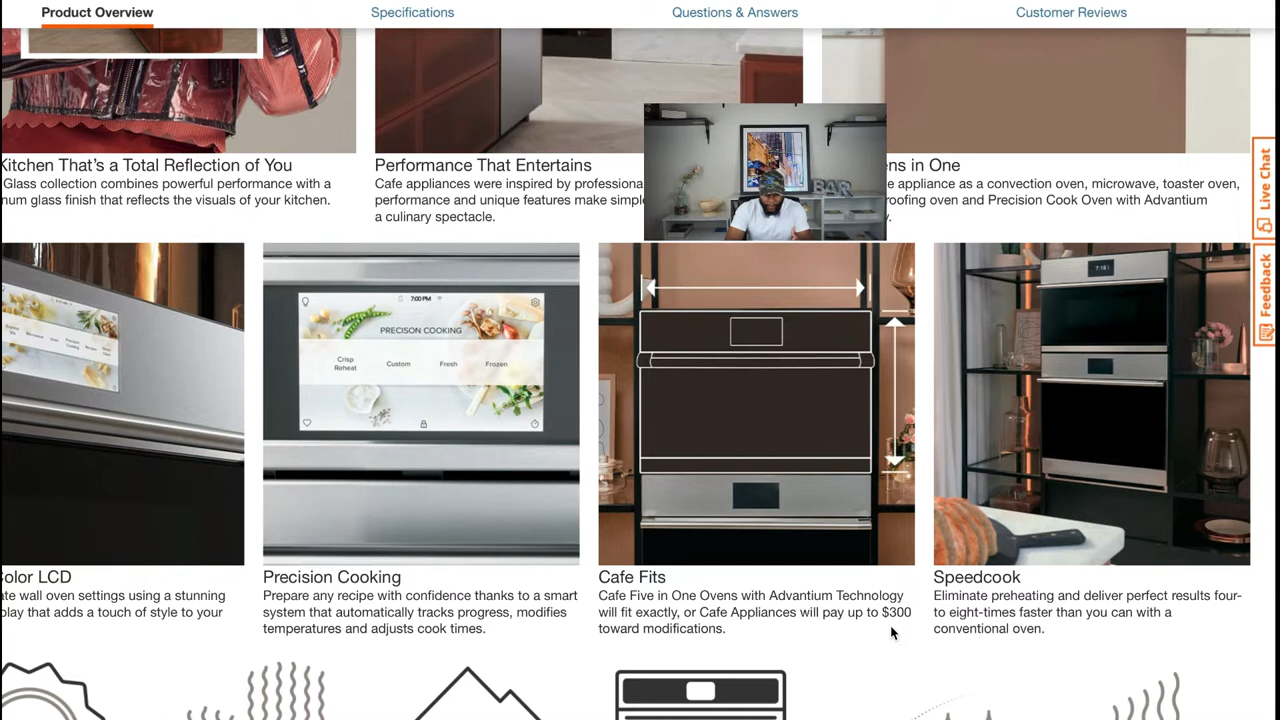 Product Overview
Specifications
Questions & Answers
Customer Reviews
Kitchen That's a Total Reflection of You
Glass collection combines powerful performance with a
num glass finish that reflects the visuals of your kitchen.
Performance That Entertains
Cafe appliances were inspired by professiona
performance and unique features make simple
a culinary spectacle.
ens in One
e appliance as a convection oven, microwave, toaster oven,
roofing oven and Precision Cook Oven with Advantium
y.
BAR
Live Chat
Feedback
7:00 PM
PRECISION COOKING
Crisp
Reheat
Custom
Fresh
Frozen
7:18
Color LCD
ate wall oven settings using a stunning
play that adds a touch of style to your
Precision Cooking
Prepare any recipe with confidence thanks to a smart
system that automatically tracks progress, modifies
temperatures and adjusts cook times.
Cafe Fits
Cafe Five in One Ovens with Advantium Technology
will fit exactly, or Cafe Appliances will pay up to $300
toward modifications.
Speedcook
Eliminate preheating and deliver perfect results four-
to eight-times faster than you can with a
conventional oven.